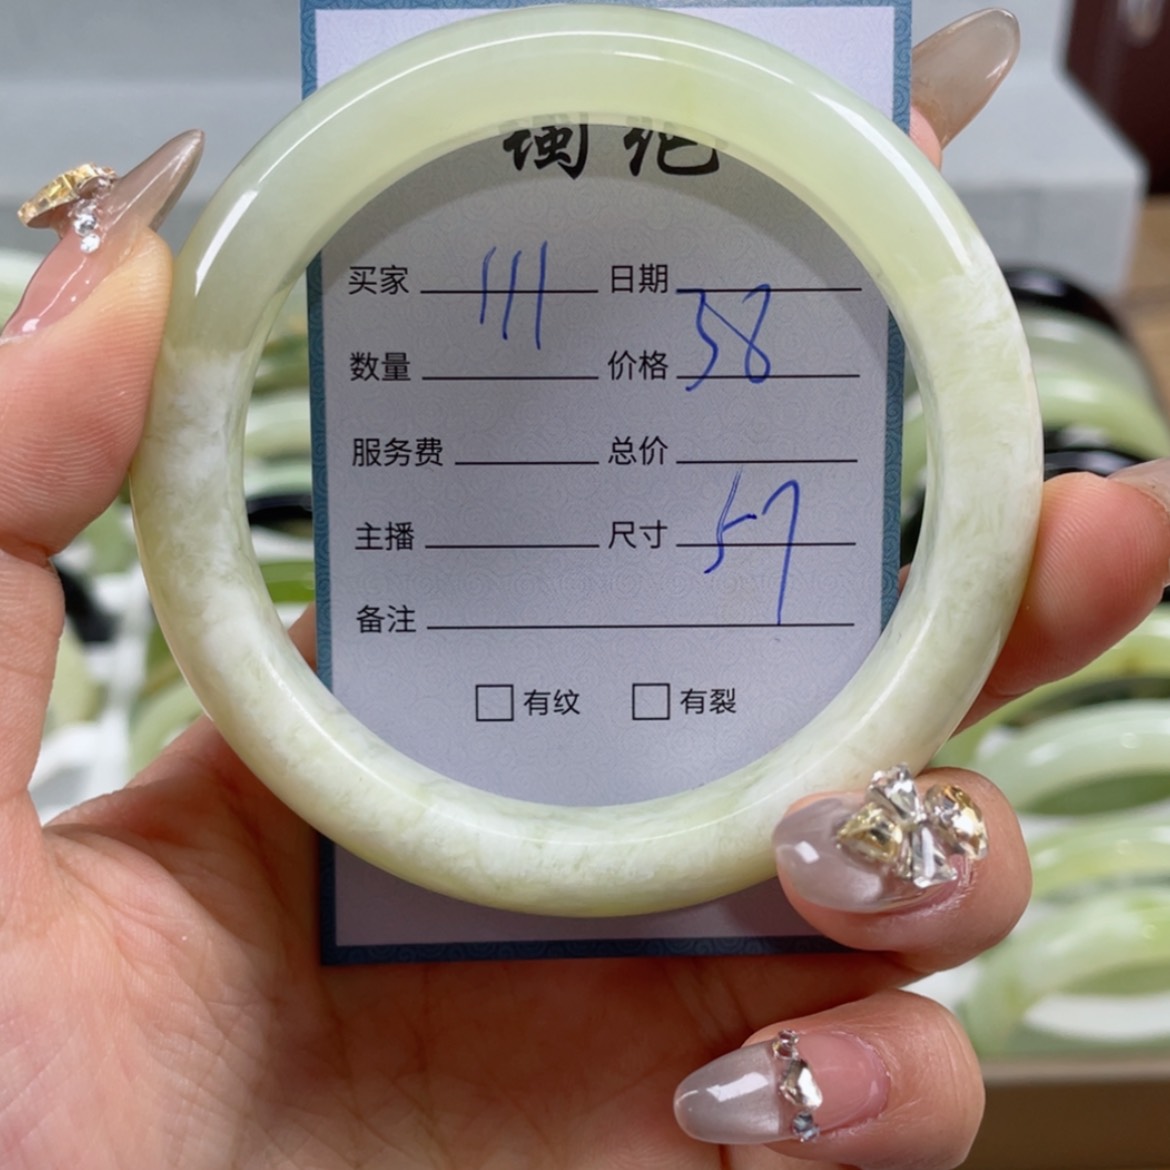 买家 111 日期
数量 价格 58
服务费 总价
主播 尺寸 57
备注
有纹 有裂